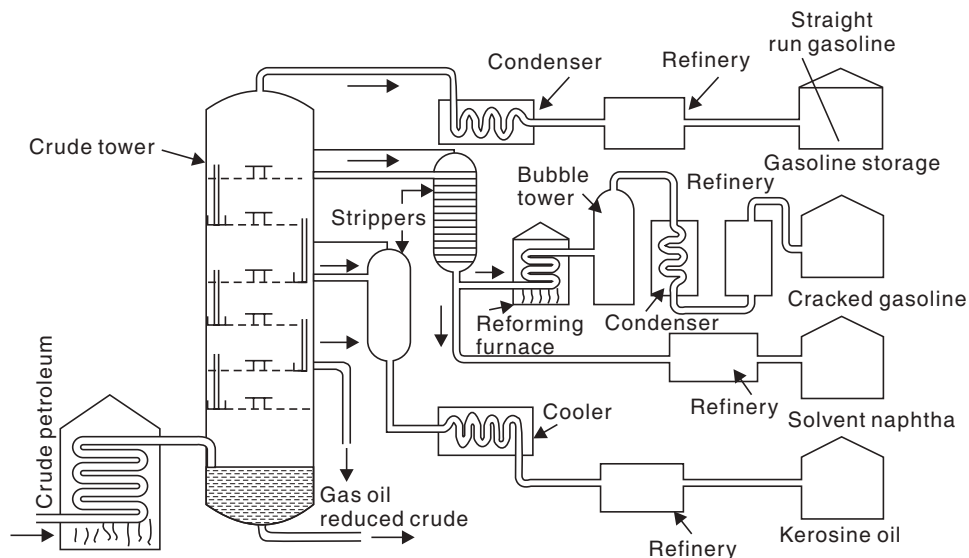 Straight
run gasoline
Condenser
Refinery
Crude tower
Gasoline storage
Bubble
tower
Refinery
Strippers
Cracked gasoline
Reforming
furnace
Condenser
Refinery
Solvent naphtha
Cooler
Crude petroleum
Gas oil
reduced crude
Kerosine oil
Refinery